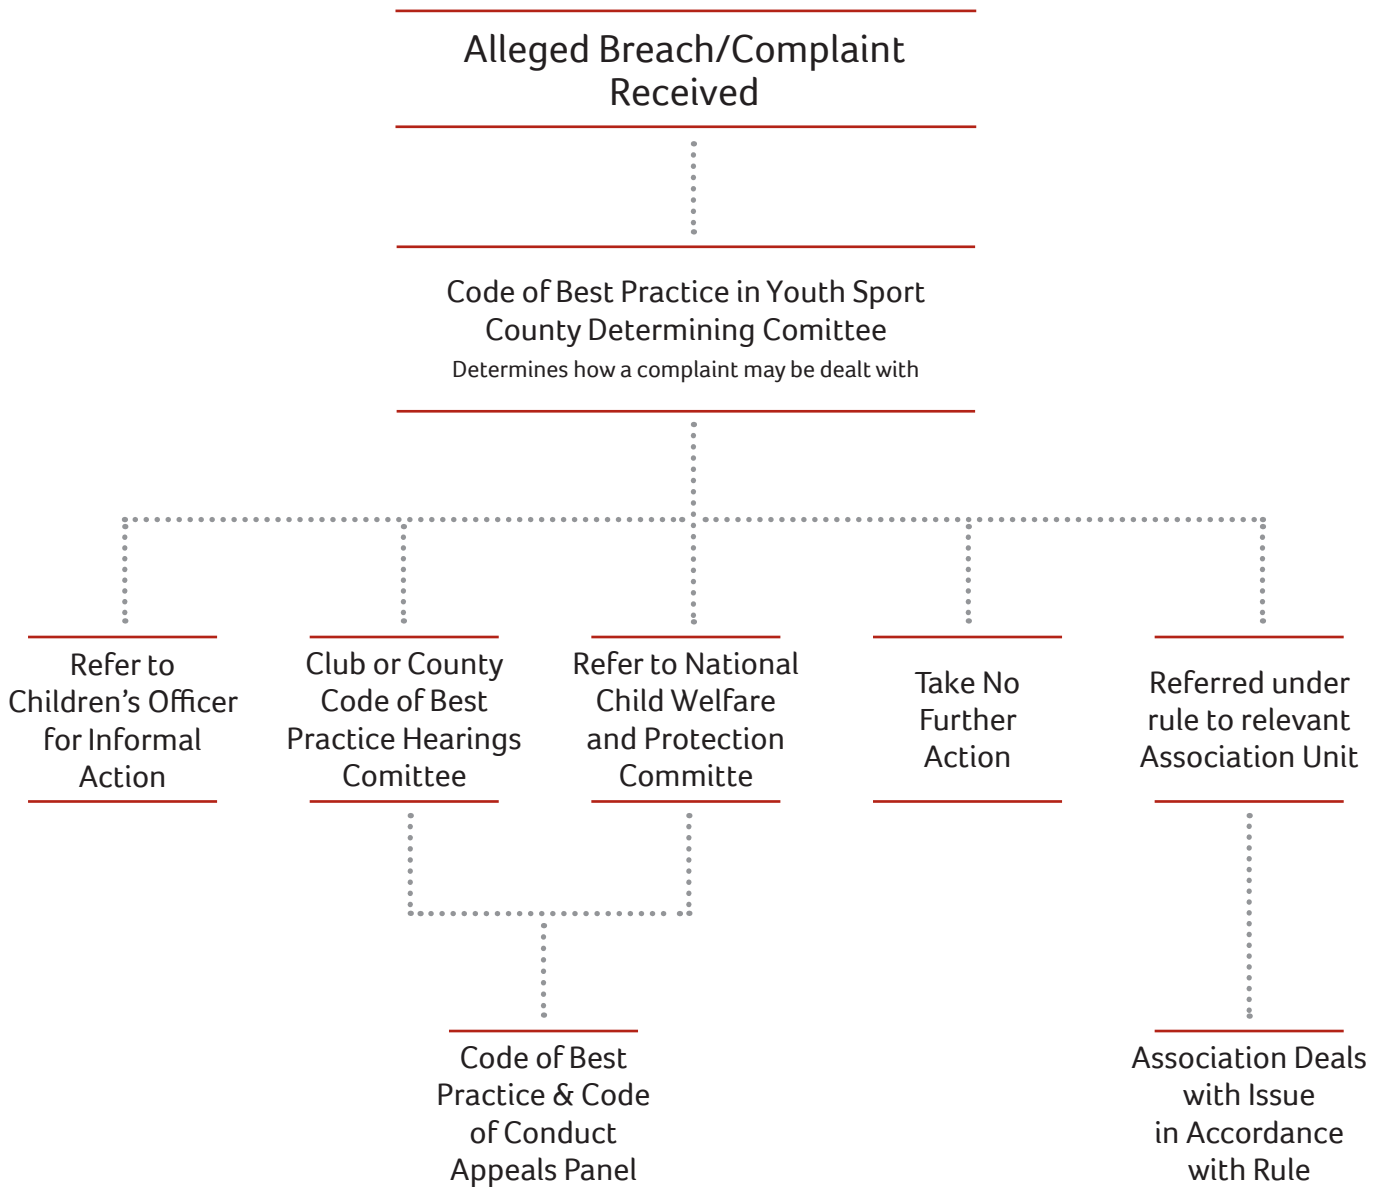 Alleged Breach/Complaint
Received
Code of Best Practice in Youth Sport
County Determining Comittee
Determines how a complaint may be dealt with
Refer to
Children’s Officer
for Informal
Action
Club or County
Code of Best
Practice Hearings
Comittee
Refer to National
Child Welfare
and Protection
Committe
Take No
Further
Action
Referred under
rule to relevant
Association Unit
Code of Best
Practice & Code
of Conduct
Appeals Panel
Association Deals
with Issue
in Accordance
with Rule